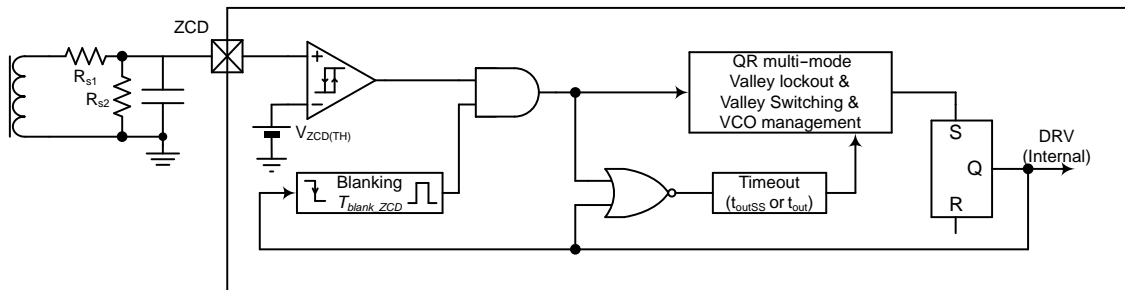 ZCD
Rs1
Rs2
+
−
VZCD(TH)
Blanking
Tblank_ZCD
QR multi−mode
Valley lockout &
Valley Switching &
VCO management
Timeout
(toutSS or tout)
S
Q
R
DRV
(Internal)